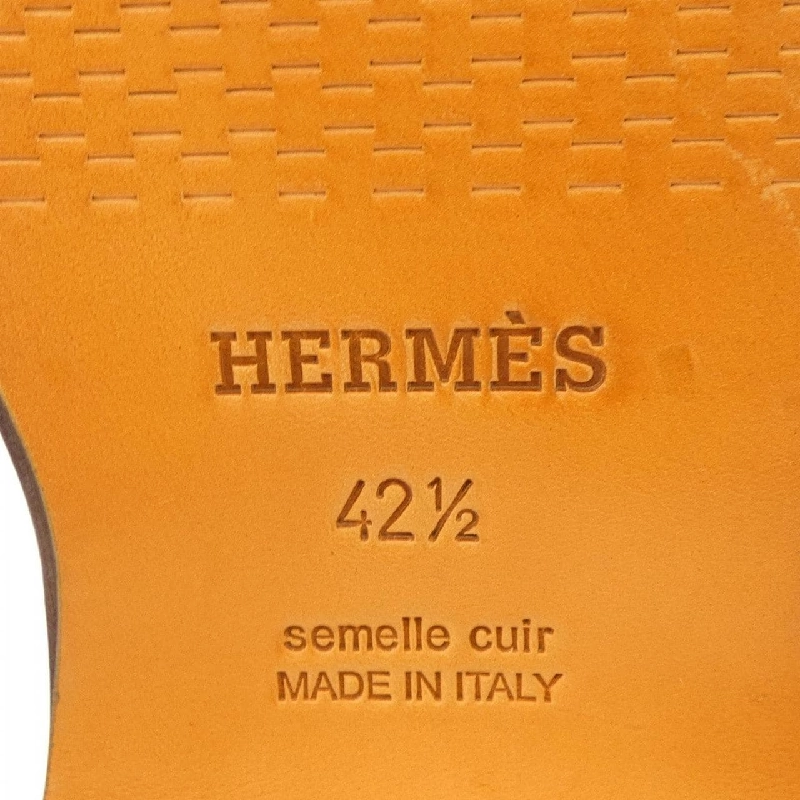 HERMÈS
42½
semelle cuir
MADE IN ITALY